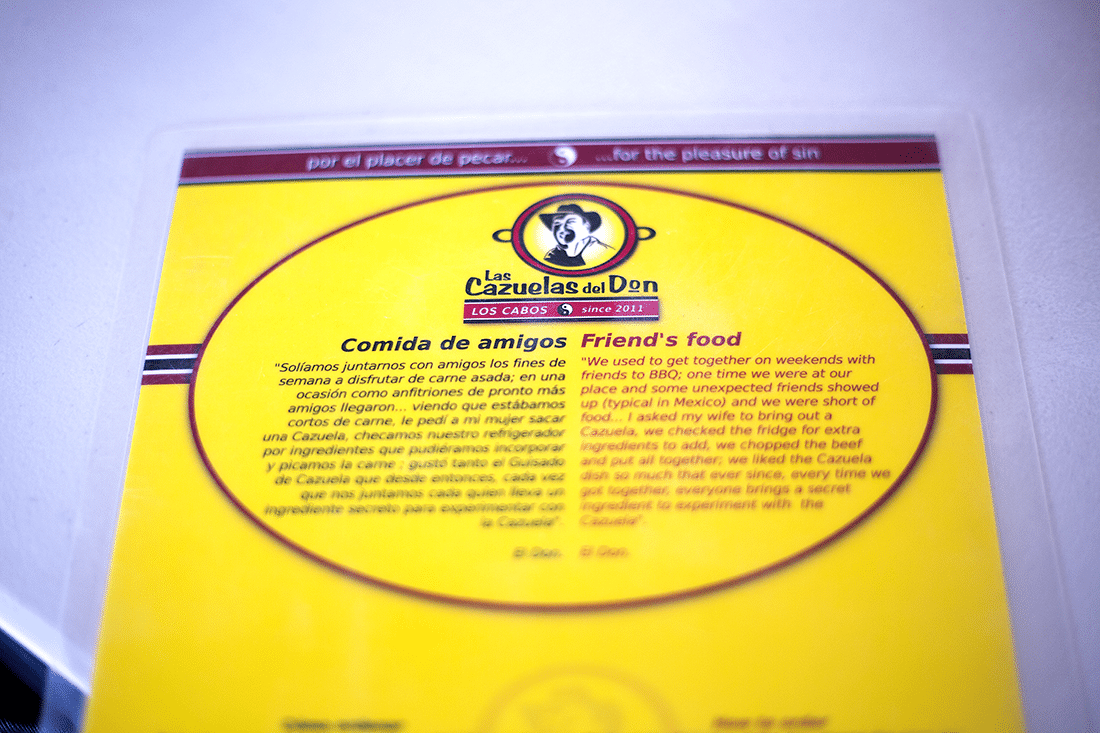 por el placer de pecar... ...for the pleasure of sin
Las
Cazuelas del Don
LOS CABOS since 2011
Comida de amigos
"Solíamos juntarnos con amigos los fines de
semana a disfrutar de carne asada; en una
ocasión como anfitriones de pronto más
amigos llegaron... viendo que estábamos
cortos de carne, le pedí a mi mujer sacar
una Cazuela, checamos nuestro refrigerador
por ingredientes que pudiéramos incorporar
y picamos la carne ; gustó tanto el Guisado
de Cazuela que desde entonces, cada vez
que nos juntamos cada quien lleva un
ingrediente secreto para experimentar con
la Cazuela".
El Don.
Friend's food
"We used to get together on weekends with
friends to BBQ; one time we were at our
place and some unexpected friends showed
up (typical in Mexico) and we were short of
food... I asked my wife to bring out a
Cazuela, we checked the fridge for extra
ingredients to add, we chopped the beef
and put all together; we liked the Cazuela
dish so much that ever since, every time we
got together, everyone brings a secret
ingredient to experiment with the
Cazuela".
El Don.
Cómo ordenar
How to order